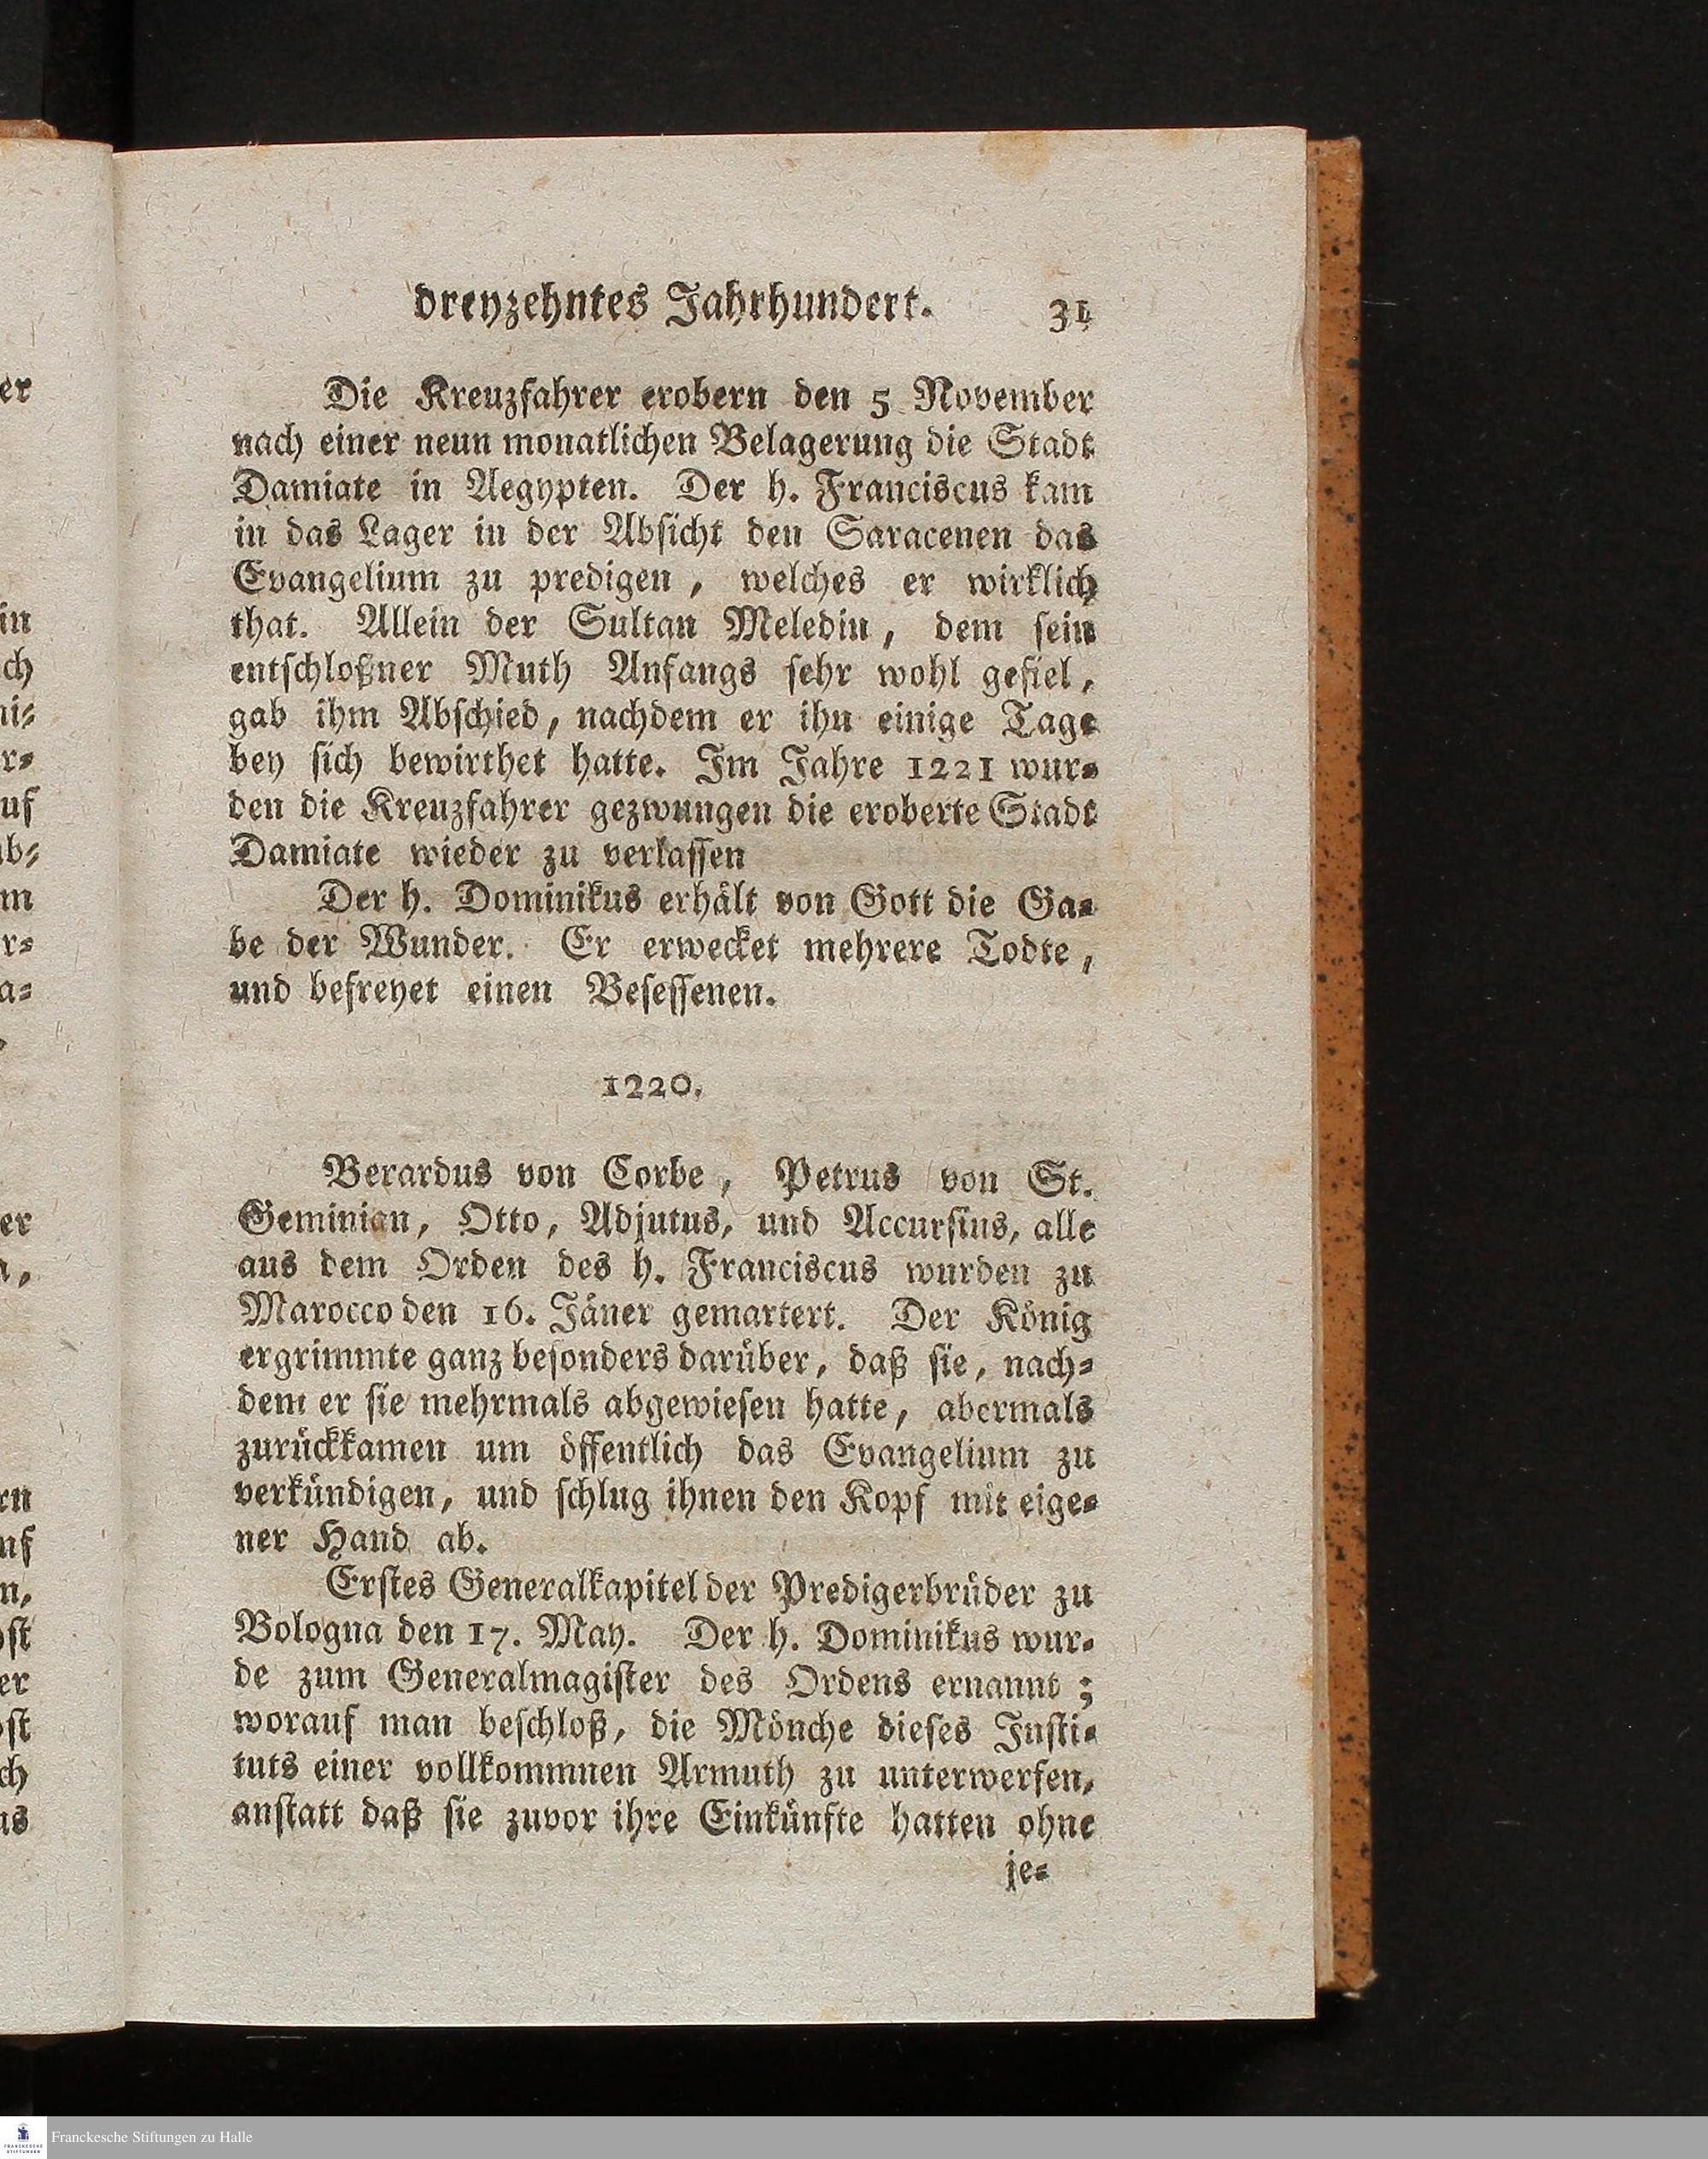 dreyzehntes Jahrhundert. 31
Die Kreuzfahrer erobern den 5 November
nach einer neun monatlichen Belagerung die Stadt
Damiate in Aegypten. Der h. Franciscus kam
in das Lager in der Absicht den Saracenen das
Evangelium zu predigen, welches er wirklich
that. Allein der Sultan Meledin, dem sein
entschloßner Muth Anfangs sehr wohl gefiel,
gab ihm Abschied, nachdem er ihn einige Tage
bey sich bewirthet hatte. Im Jahre 1221 wur-
den die Kreuzfahrer gezwungen die eroberte Stadt
Damiate wieder zu verlassen
Der h. Dominikus erhält von Gott die Ga-
be der Wunder. Er erwecket mehrere Todte,
und befreyet einen Besessenen.
1220.
Berardus von Corbe, Petrus von St.
Geminian, Otto, Adjutus, und Accursius, alle
aus dem Orden des h. Franciscus wurden zu
Marocco den 16. Jäner gemartert. Der König
ergrimmte ganz besonders darüber, daß sie, nach-
dem er sie mehrmals abgewiesen hatte, abermals
zurückkamen um öffentlich das Evangelium zu
verkündigen, und schlug ihnen den Kopf mit eige-
ner Hand ab.
Erstes Generalkapitel der Predigerbrüder zu
Bologna den 17. May. Der h. Dominikus wur-
de zum Generalmagister des Ordens ernannt;
worauf man beschloß, die Mönche dieses Insti-
tuts einer vollkommnen Armuth zu unterwerfen,
anstatt daß sie zuvor ihre Einkünfte hatten ohne
je-
Franckesche Stiftungen zu Halle